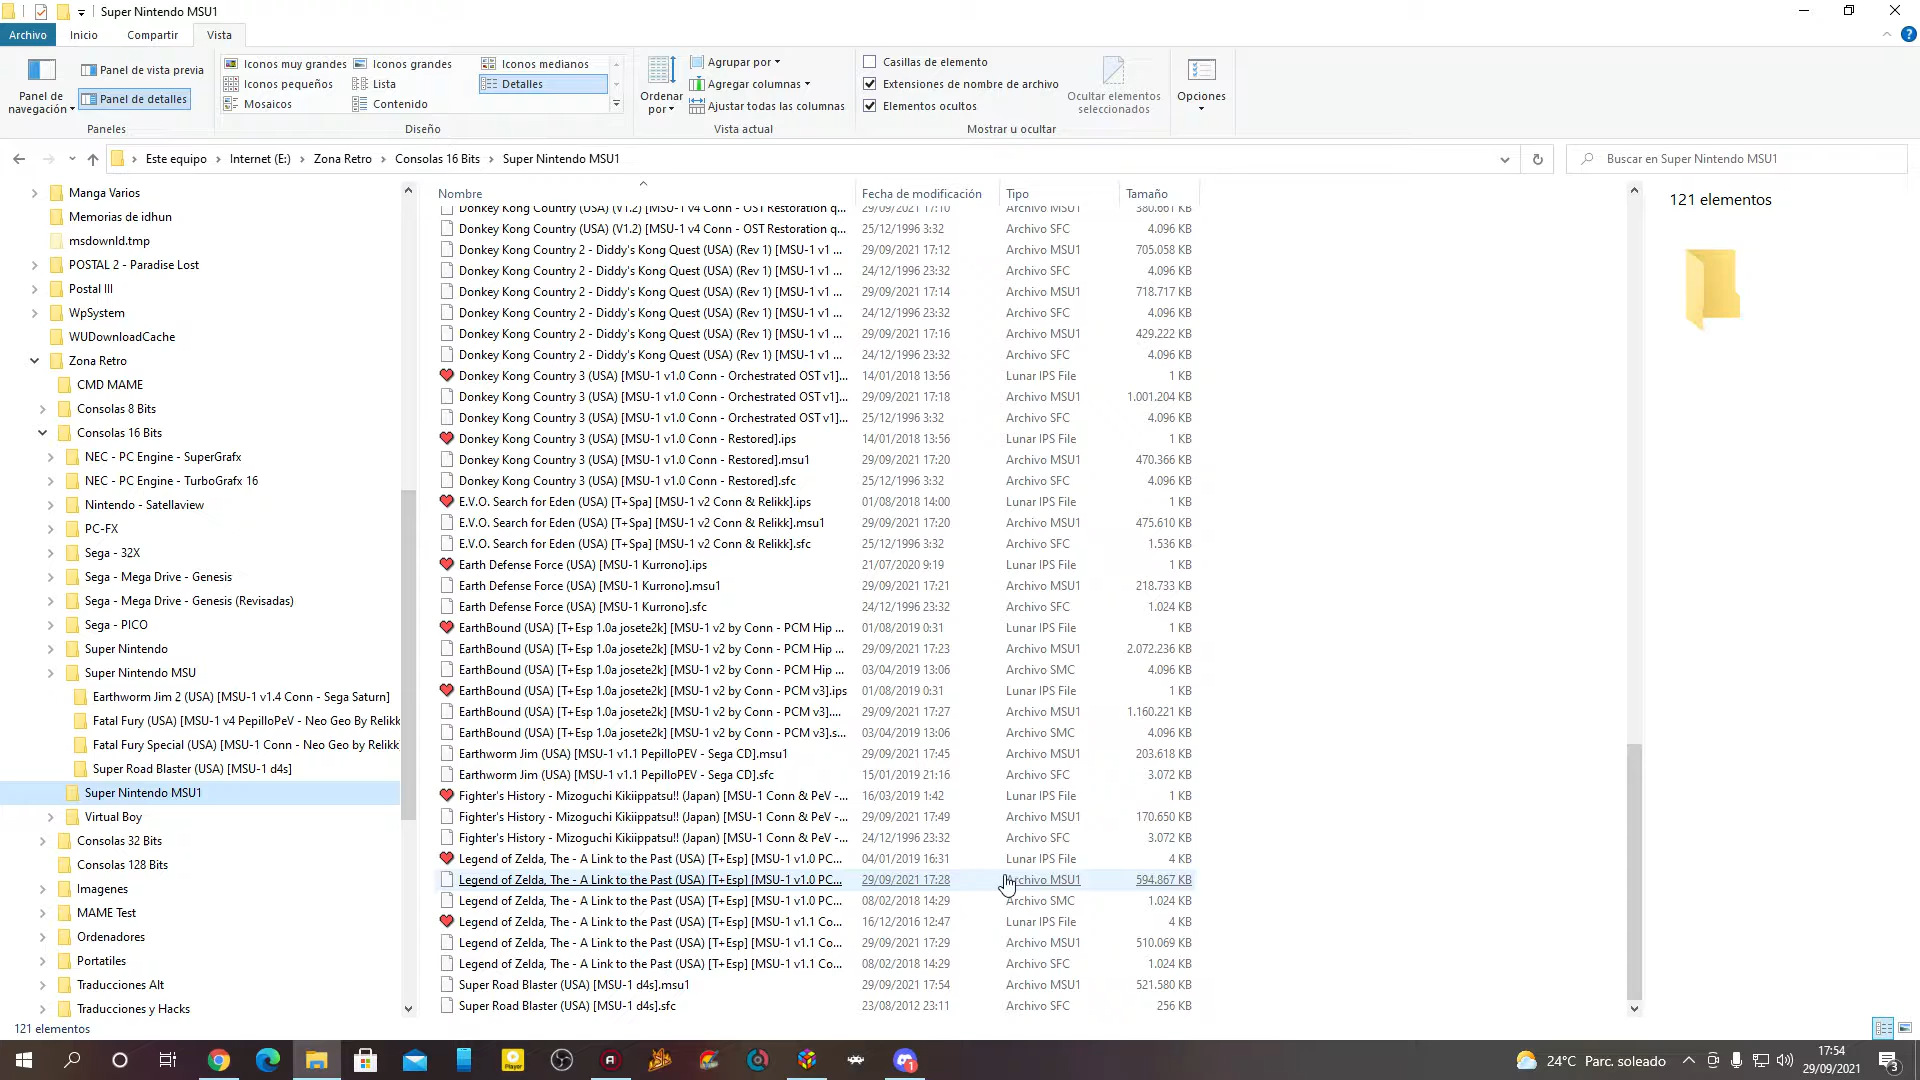 Super Nintendo MSU1
Archivo
Inicio
Compartir
Vista
Panel de navegación
Panel de vista previa
Panel de detalles
Paneles
Iconos muy grandes
Iconos grandes
Iconos medianos
Iconos pequeños
Lista
Detalles
Mosaicos
Contenido
Diseño
Ordenar por
Agrupar por
Agregar columnas
Ajustar todas las columnas
Vista actual
Casillas de elemento
Extensiones de nombre de archivo
Elementos ocultos
Ocultar elementos seleccionados
Mostrar u ocultar
Opciones
Este equipo > Internet (E:) > Zona Retro > Consolas 16 Bits > Super Nintendo MSU1
Buscar en Super Nintendo MSU1
Manga Varios
Memorias de idhun
msdownld.tmp
POSTAL 2 - Paradise Lost
Postal III
WpSystem
WUDownloadCache
Zona Retro
CMD MAME
Consolas 8 Bits
Consolas 16 Bits
NEC - PC Engine - SuperGrafx
NEC - PC Engine - TurboGrafx 16
Nintendo - Satellaview
PC-FX
Sega - 32X
Sega - Mega Drive - Genesis
Sega - Mega Drive - Genesis (Revisadas)
Sega - PICO
Super Nintendo
Super Nintendo MSU
Earthworm Jim 2 (USA) [MSU-1 v1.4 Conn - Sega Saturn]
Fatal Fury (USA) [MSU-1 v4 PepilloPeV - Neo Geo By Relikk
Fatal Fury Special (USA) [MSU-1 Conn - Neo Geo by Relikk
Super Road Blaster (USA) [MSU-1 d4s]
Super Nintendo MSU1
Virtual Boy
Consolas 32 Bits
Consolas 128 Bits
Imagenes
MAME Test
Ordenadores
Portatiles
Traducciones Alt
Traducciones y Hacks
Nombre Fecha de modificación Tipo Tamaño
Donkey Kong Country (USA) (V1.2) [MSU-1 v4 Conn - OST Restoration q... 29/09/2021 17:10 Archivo MSU1 380.661 KB
Donkey Kong Country (USA) (V1.2) [MSU-1 v4 Conn - OST Restoration q... 25/12/1996 3:32 Archivo SFC 4.096 KB
Donkey Kong Country 2 - Diddy's Kong Quest (USA) (Rev 1) [MSU-1 v1 ... 29/09/2021 17:12 Archivo MSU1 705.058 KB
Donkey Kong Country 2 - Diddy's Kong Quest (USA) (Rev 1) [MSU-1 v1 ... 24/12/1996 23:32 Archivo SFC 4.096 KB
Donkey Kong Country 2 - Diddy's Kong Quest (USA) (Rev 1) [MSU-1 v1 ... 29/09/2021 17:14 Archivo MSU1 718.717 KB
Donkey Kong Country 2 - Diddy's Kong Quest (USA) (Rev 1) [MSU-1 v1 ... 24/12/1996 23:32 Archivo SFC 4.096 KB
Donkey Kong Country 2 - Diddy's Kong Quest (USA) (Rev 1) [MSU-1 v1 ... 29/09/2021 17:16 Archivo MSU1 429.222 KB
Donkey Kong Country 2 - Diddy's Kong Quest (USA) (Rev 1) [MSU-1 v1 ... 24/12/1996 23:32 Archivo SFC 4.096 KB
Donkey Kong Country 3 (USA) [MSU-1 v1.0 Conn - Orchestrated OST v1]... 14/01/2018 13:56 Lunar IPS File 1 KB
Donkey Kong Country 3 (USA) [MSU-1 v1.0 Conn - Orchestrated OST v1]... 29/09/2021 17:18 Archivo MSU1 1.001.204 KB
Donkey Kong Country 3 (USA) [MSU-1 v1.0 Conn - Orchestrated OST v1]... 25/12/1996 3:32 Archivo SFC 4.096 KB
Donkey Kong Country 3 (USA) [MSU-1 v1.0 Conn - Restored].ips 14/01/2018 13:56 Lunar IPS File 1 KB
Donkey Kong Country 3 (USA) [MSU-1 v1.0 Conn - Restored].msu1 29/09/2021 17:20 Archivo MSU1 470.366 KB
Donkey Kong Country 3 (USA) [MSU-1 v1.0 Conn - Restored].sfc 25/12/1996 3:32 Archivo SFC 4.096 KB
E.V.O. Search for Eden (USA) [T+Spa] [MSU-1 v2 Conn & Relikk].ips 01/08/2018 14:00 Lunar IPS File 1 KB
E.V.O. Search for Eden (USA) [T+Spa] [MSU-1 v2 Conn & Relikk].msu1 29/09/2021 17:20 Archivo MSU1 475.610 KB
E.V.O. Search for Eden (USA) [T+Spa] [MSU-1 v2 Conn & Relikk].sfc 25/12/1996 3:32 Archivo SFC 1.536 KB
Earth Defense Force (USA) [MSU-1 Kurrono].ips 21/07/2020 9:19 Lunar IPS File 1 KB
Earth Defense Force (USA) [MSU-1 Kurrono].msu1 29/09/2021 17:21 Archivo MSU1 218.733 KB
Earth Defense Force (USA) [MSU-1 Kurrono].sfc 24/12/1996 23:32 Archivo SFC 1.024 KB
EarthBound (USA) [T+Esp 1.0a josete2k] [MSU-1 v2 by Conn - PCM Hip ... 01/08/2019 0:31 Lunar IPS File 1 KB
EarthBound (USA) [T+Esp 1.0a josete2k] [MSU-1 v2 by Conn - PCM Hip ... 29/09/2021 17:23 Archivo MSU1 2.072.236 KB
EarthBound (USA) [T+Esp 1.0a josete2k] [MSU-1 v2 by Conn - PCM Hip ... 03/04/2019 13:06 Archivo SMC 4.096 KB
EarthBound (USA) [T+Esp 1.0a josete2k] [MSU-1 v2 by Conn - PCM v3].ips 01/08/2019 0:31 Lunar IPS File 1 KB
EarthBound (USA) [T+Esp 1.0a josete2k] [MSU-1 v2 by Conn - PCM v3].... 29/09/2021 17:27 Archivo MSU1 1.160.221 KB
EarthBound (USA) [T+Esp 1.0a josete2k] [MSU-1 v2 by Conn - PCM v3].s... 03/04/2019 13:06 Archivo SMC 4.096 KB
Earthworm Jim (USA) [MSU-1 v1.1 PepilloPEV - Sega CD].msu1 29/09/2021 17:45 Archivo MSU1 203.618 KB
Earthworm Jim (USA) [MSU-1 v1.1 PepilloPEV - Sega CD].sfc 15/01/2019 21:16 Archivo SFC 3.072 KB
Fighter's History - Mizoguchi Kikiippatsu!! (Japan) [MSU-1 Conn & PeV -... 16/03/2019 1:42 Lunar IPS File 1 KB
Fighter's History - Mizoguchi Kikiippatsu!! (Japan) [MSU-1 Conn & PeV -... 29/09/2021 17:49 Archivo MSU1 170.650 KB
Fighter's History - Mizoguchi Kikiippatsu!! (Japan) [MSU-1 Conn & PeV -... 24/12/1996 23:32 Archivo SFC 3.072 KB
Legend of Zelda, The - A Link to the Past (USA) [T+Esp] [MSU-1 v1.0 PC... 04/01/2019 16:31 Lunar IPS File 4 KB
Legend of Zelda, The - A Link to the Past (USA) [T+Esp] [MSU-1 v1.0 PC... 29/09/2021 17:28 Archivo MSU1 594.867 KB
Legend of Zelda, The - A Link to the Past (USA) [T+Esp] [MSU-1 v1.0 PC... 08/02/2018 14:29 Archivo SMC 1.024 KB
Legend of Zelda, The - A Link to the Past (USA) [T+Esp] [MSU-1 v1.1 Co... 16/12/2016 12:47 Lunar IPS File 4 KB
Legend of Zelda, The - A Link to the Past (USA) [T+Esp] [MSU-1 v1.1 Co... 29/09/2021 17:29 Archivo MSU1 510.069 KB
Legend of Zelda, The - A Link to the Past (USA) [T+Esp] [MSU-1 v1.1 Co... 08/02/2018 14:29 Archivo SFC 1.024 KB
Super Road Blaster (USA) [MSU-1 d4s].msu1 29/09/2021 17:54 Archivo MSU1 521.580 KB
Super Road Blaster (USA) [MSU-1 d4s].sfc 23/08/2012 23:11 Archivo SFC 256 KB
121 elementos
121 elementos
Player
1
24°C Parc. soleado
17:54
29/09/2021
3